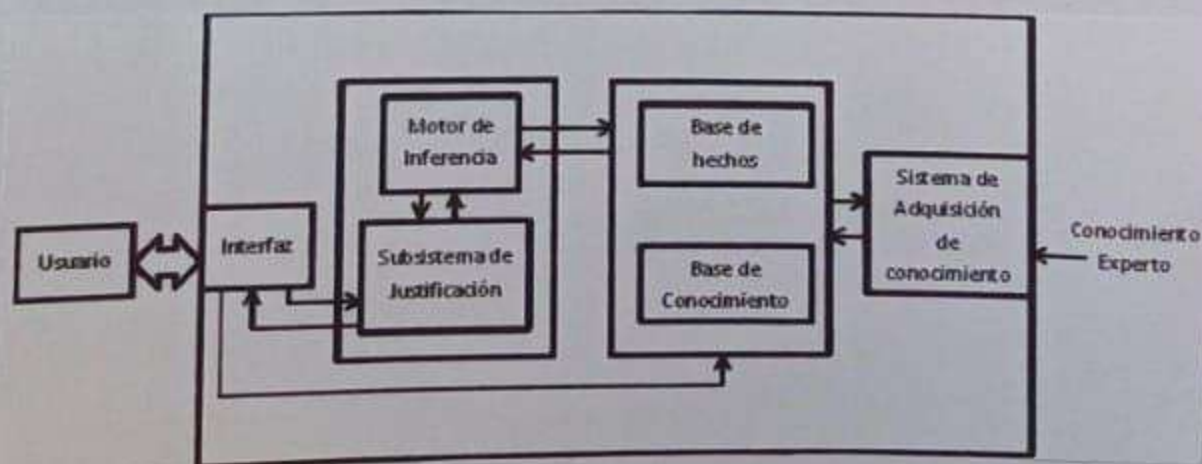 Usuario
Interfaz
Motor de
Inferencia
Subsistema de
Justificación
Base de
hechos
Base de
Conocimiento
Sistema de
Adquisición
de
conocimiento
Conocimiento
Experto